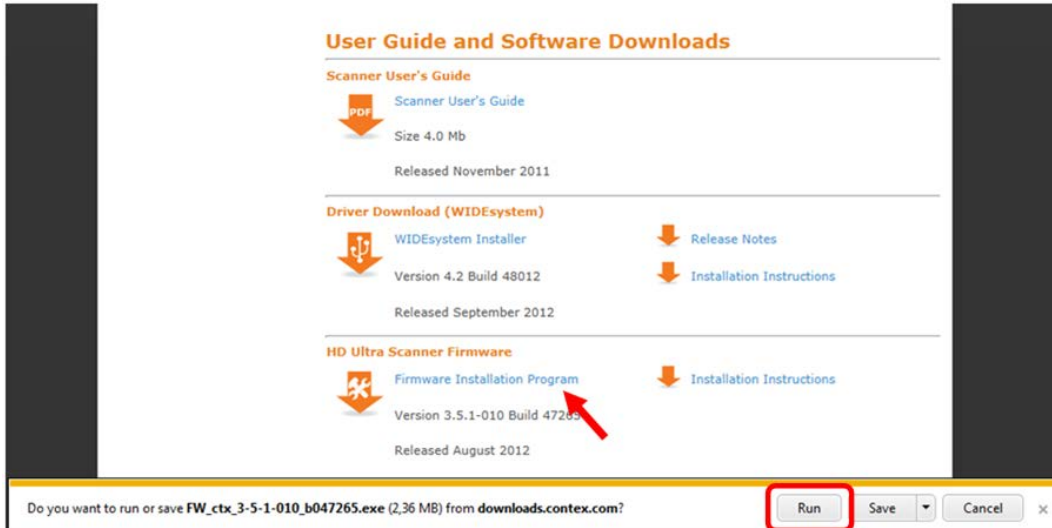 User Guide and Software Downloads
Scanner User's Guide
PDF
Scanner User's Guide
Size 4.0 Mb
Released November 2011
Driver Download (WIDEsystem)
WIDEsystem Installer
Release Notes
Version 4.2 Build 48012
Installation Instructions
Released September 2012
HD Ultra Scanner Firmware
Firmware Installation Program
Installation Instructions
Version 3.5.1-010 Build 47265
Released August 2012
Do you want to run or save FW_ctx_3-5-1-010_b047265.exe (2,36 MB) from downloads.contex.com?
Run
Save
Cancel